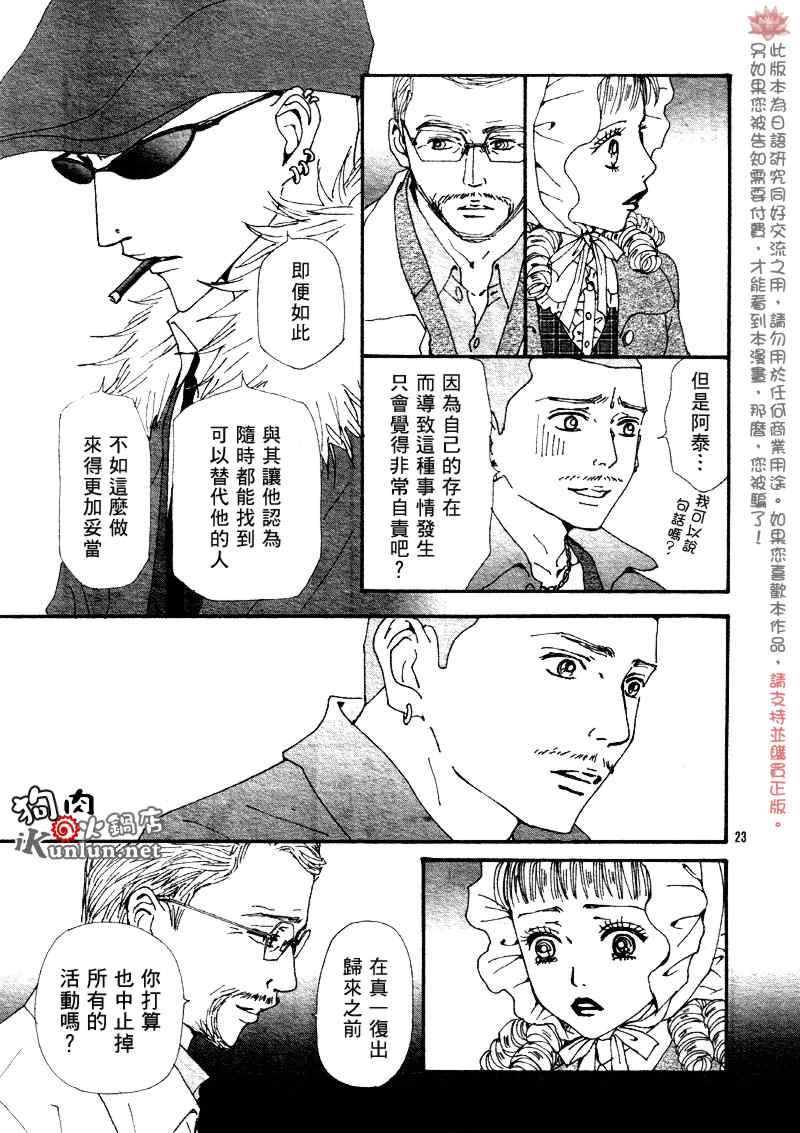 但是阿泰…
我可以說
句話嗎？
因為自己的存在
而導致這種事情發生
只會覺得非常自責吧？
即便如此
與其讓他認為
隨時都能找到
可以替代他的人
不如這麼做
來得更加妥當
23
在真一復出
歸來之前
你打算
也中止掉
所有的
活動嗎？
狗肉
火鍋店
iKunlun.net
此版本為日語研究同好交流之用，請勿用於任何商業用途。如果您喜歡本作品，請支持並購買正版。
另如果您被告知需要付費，才能看到本漫畫，那麼，您被騙了！